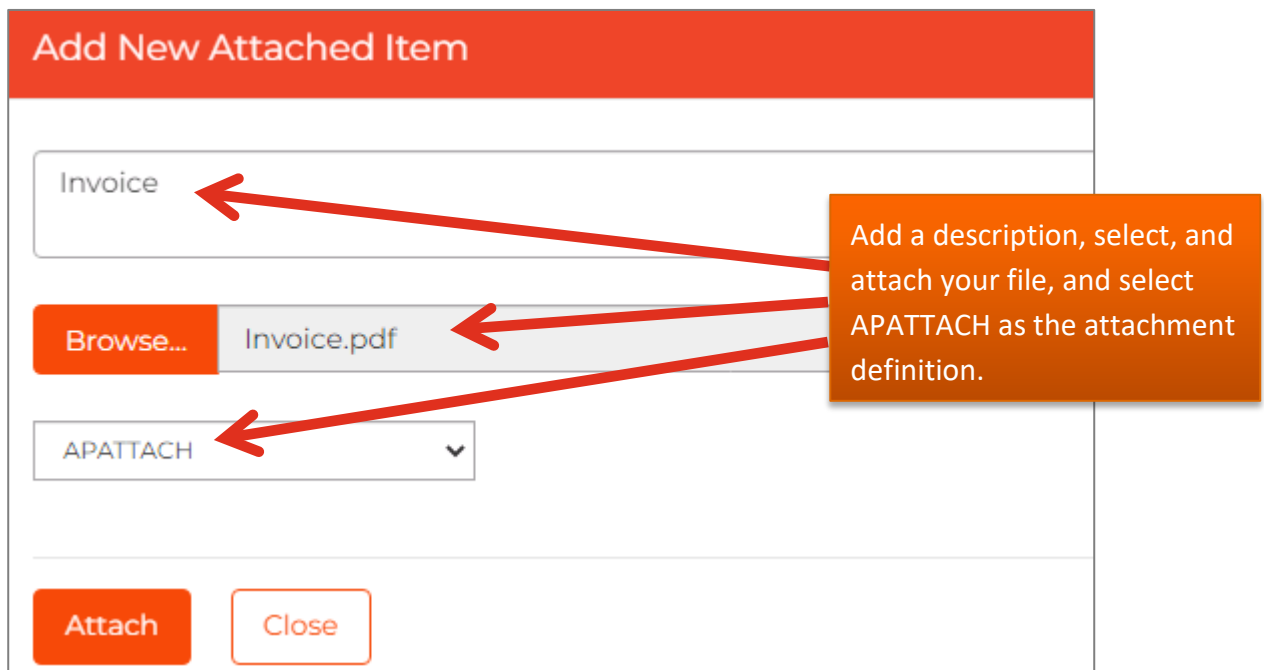 Add New Attached Item
Invoice
Add a description, select, and
attach your file, and select
APATTACH as the attachment
definition.
Browse... Invoice.pdf
APATTACH
Attach Close